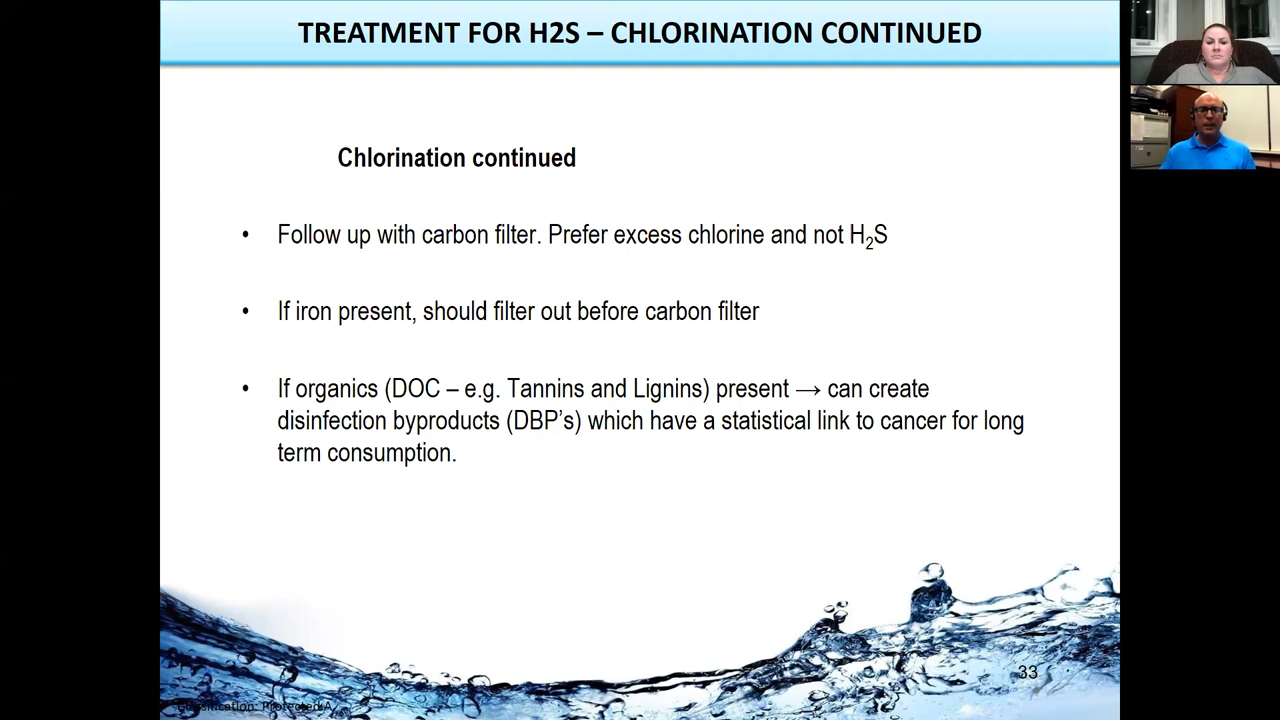 TREATMENT FOR H2S – CHLORINATION CONTINUED
Chlorination continued
• Follow up with carbon filter. Prefer excess chlorine and not H₂S
• If iron present, should filter out before carbon filter
• If organics (DOC – e.g. Tannins and Lignins) present → can create
disinfection byproducts (DBP's) which have a statistical link to cancer for long
term consumption.
33
Classification: Protected A